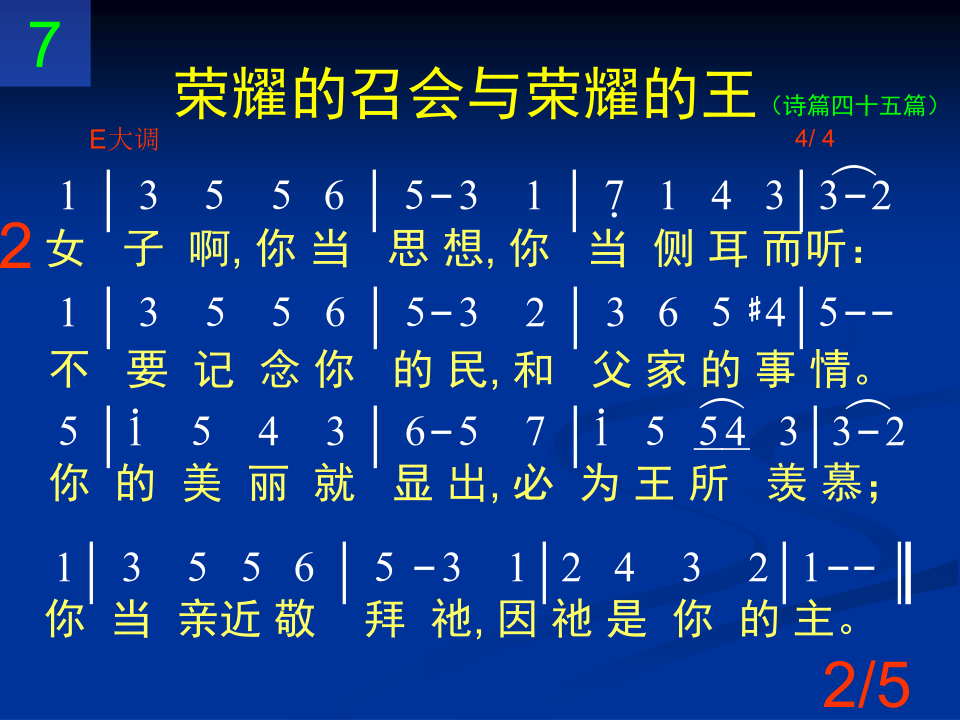 7
荣耀的召会与荣耀的王（诗篇四十五篇）
E大调 4/ 4
1 | 3 5 5 6 | 5-3 1 | 7̣ 1 4 3 | 3-2
2 女 子 啊, 你 当 思 想, 你 当 侧 耳 而听：
1 | 3 5 5 6 | 5-3 2 | 3 6 5 #4 | 5--
不 要 记 念 你 的 民, 和 父 家 的 事 情。
5 | 1̇ 5 4 3 | 6-5 7 | 1̇ 5 54 3 | 3-2
你 的 美 丽 就 显 出, 必 为 王 所 羡 慕；
1 | 3 5 5 6 | 5 -3 1 | 2 4 3 2 | 1-- ‖
你 当 亲近 敬 拜 祂, 因 祂 是 你 的 主。
2/5